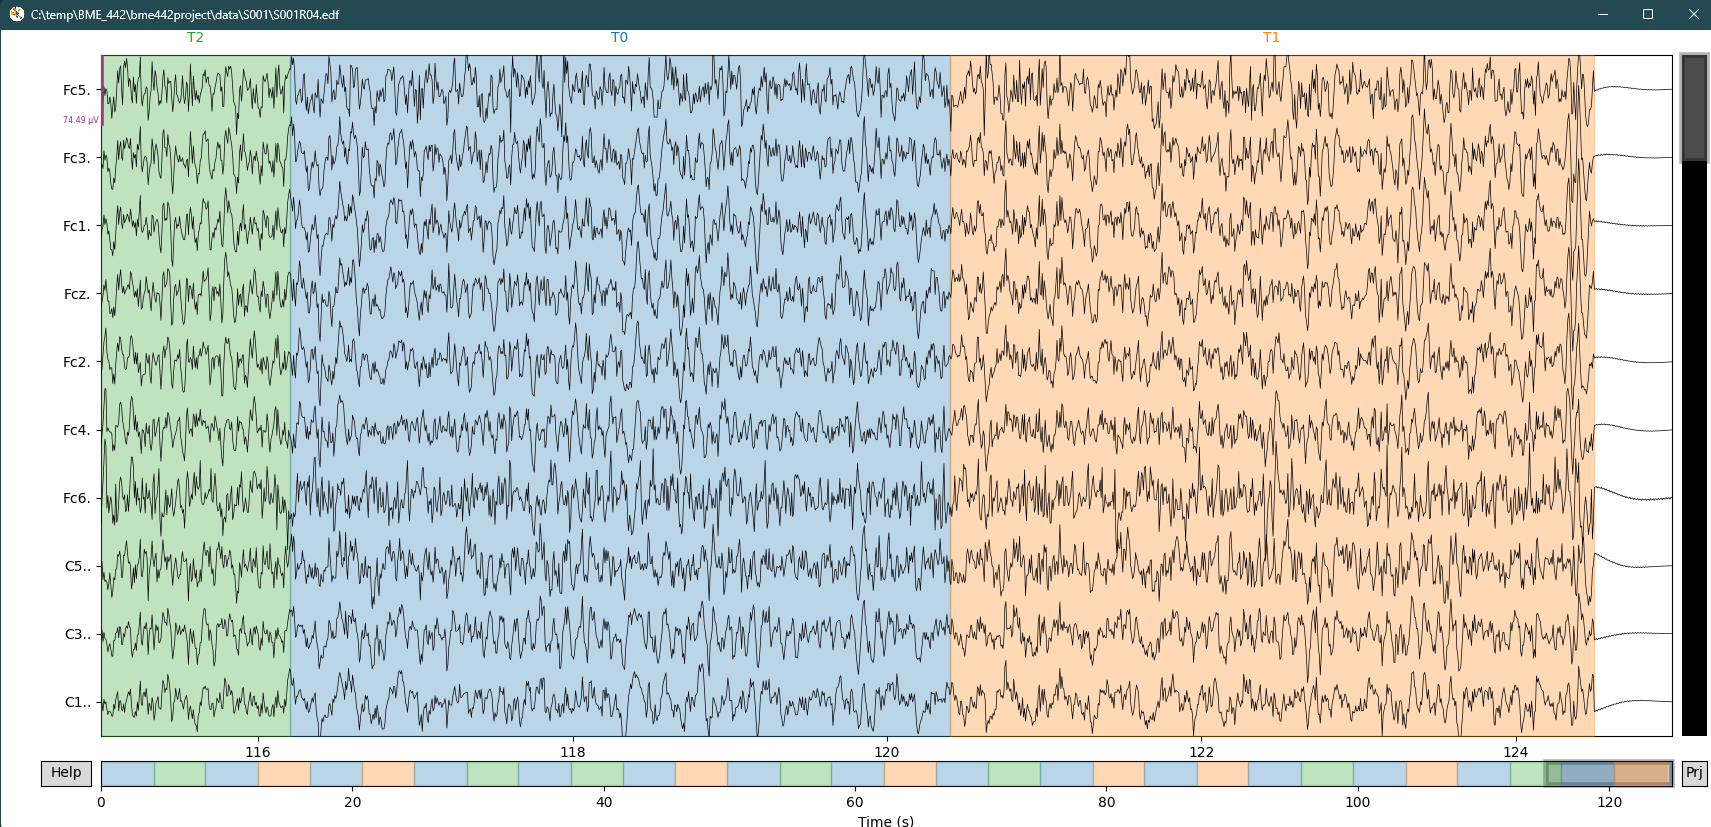 C:\temp\BME_442\bme442project\data\S001\S001R04.edf
T2 T0 T1
Fc5.
74.49 µV
Fc3.
Fc1.
Fcz.
Fc2.
Fc4.
Fc6.
C5..
C3..
C1..
116 118 120 122 124
Help Prj
0 20 40 60 80 100 120
Time (s)